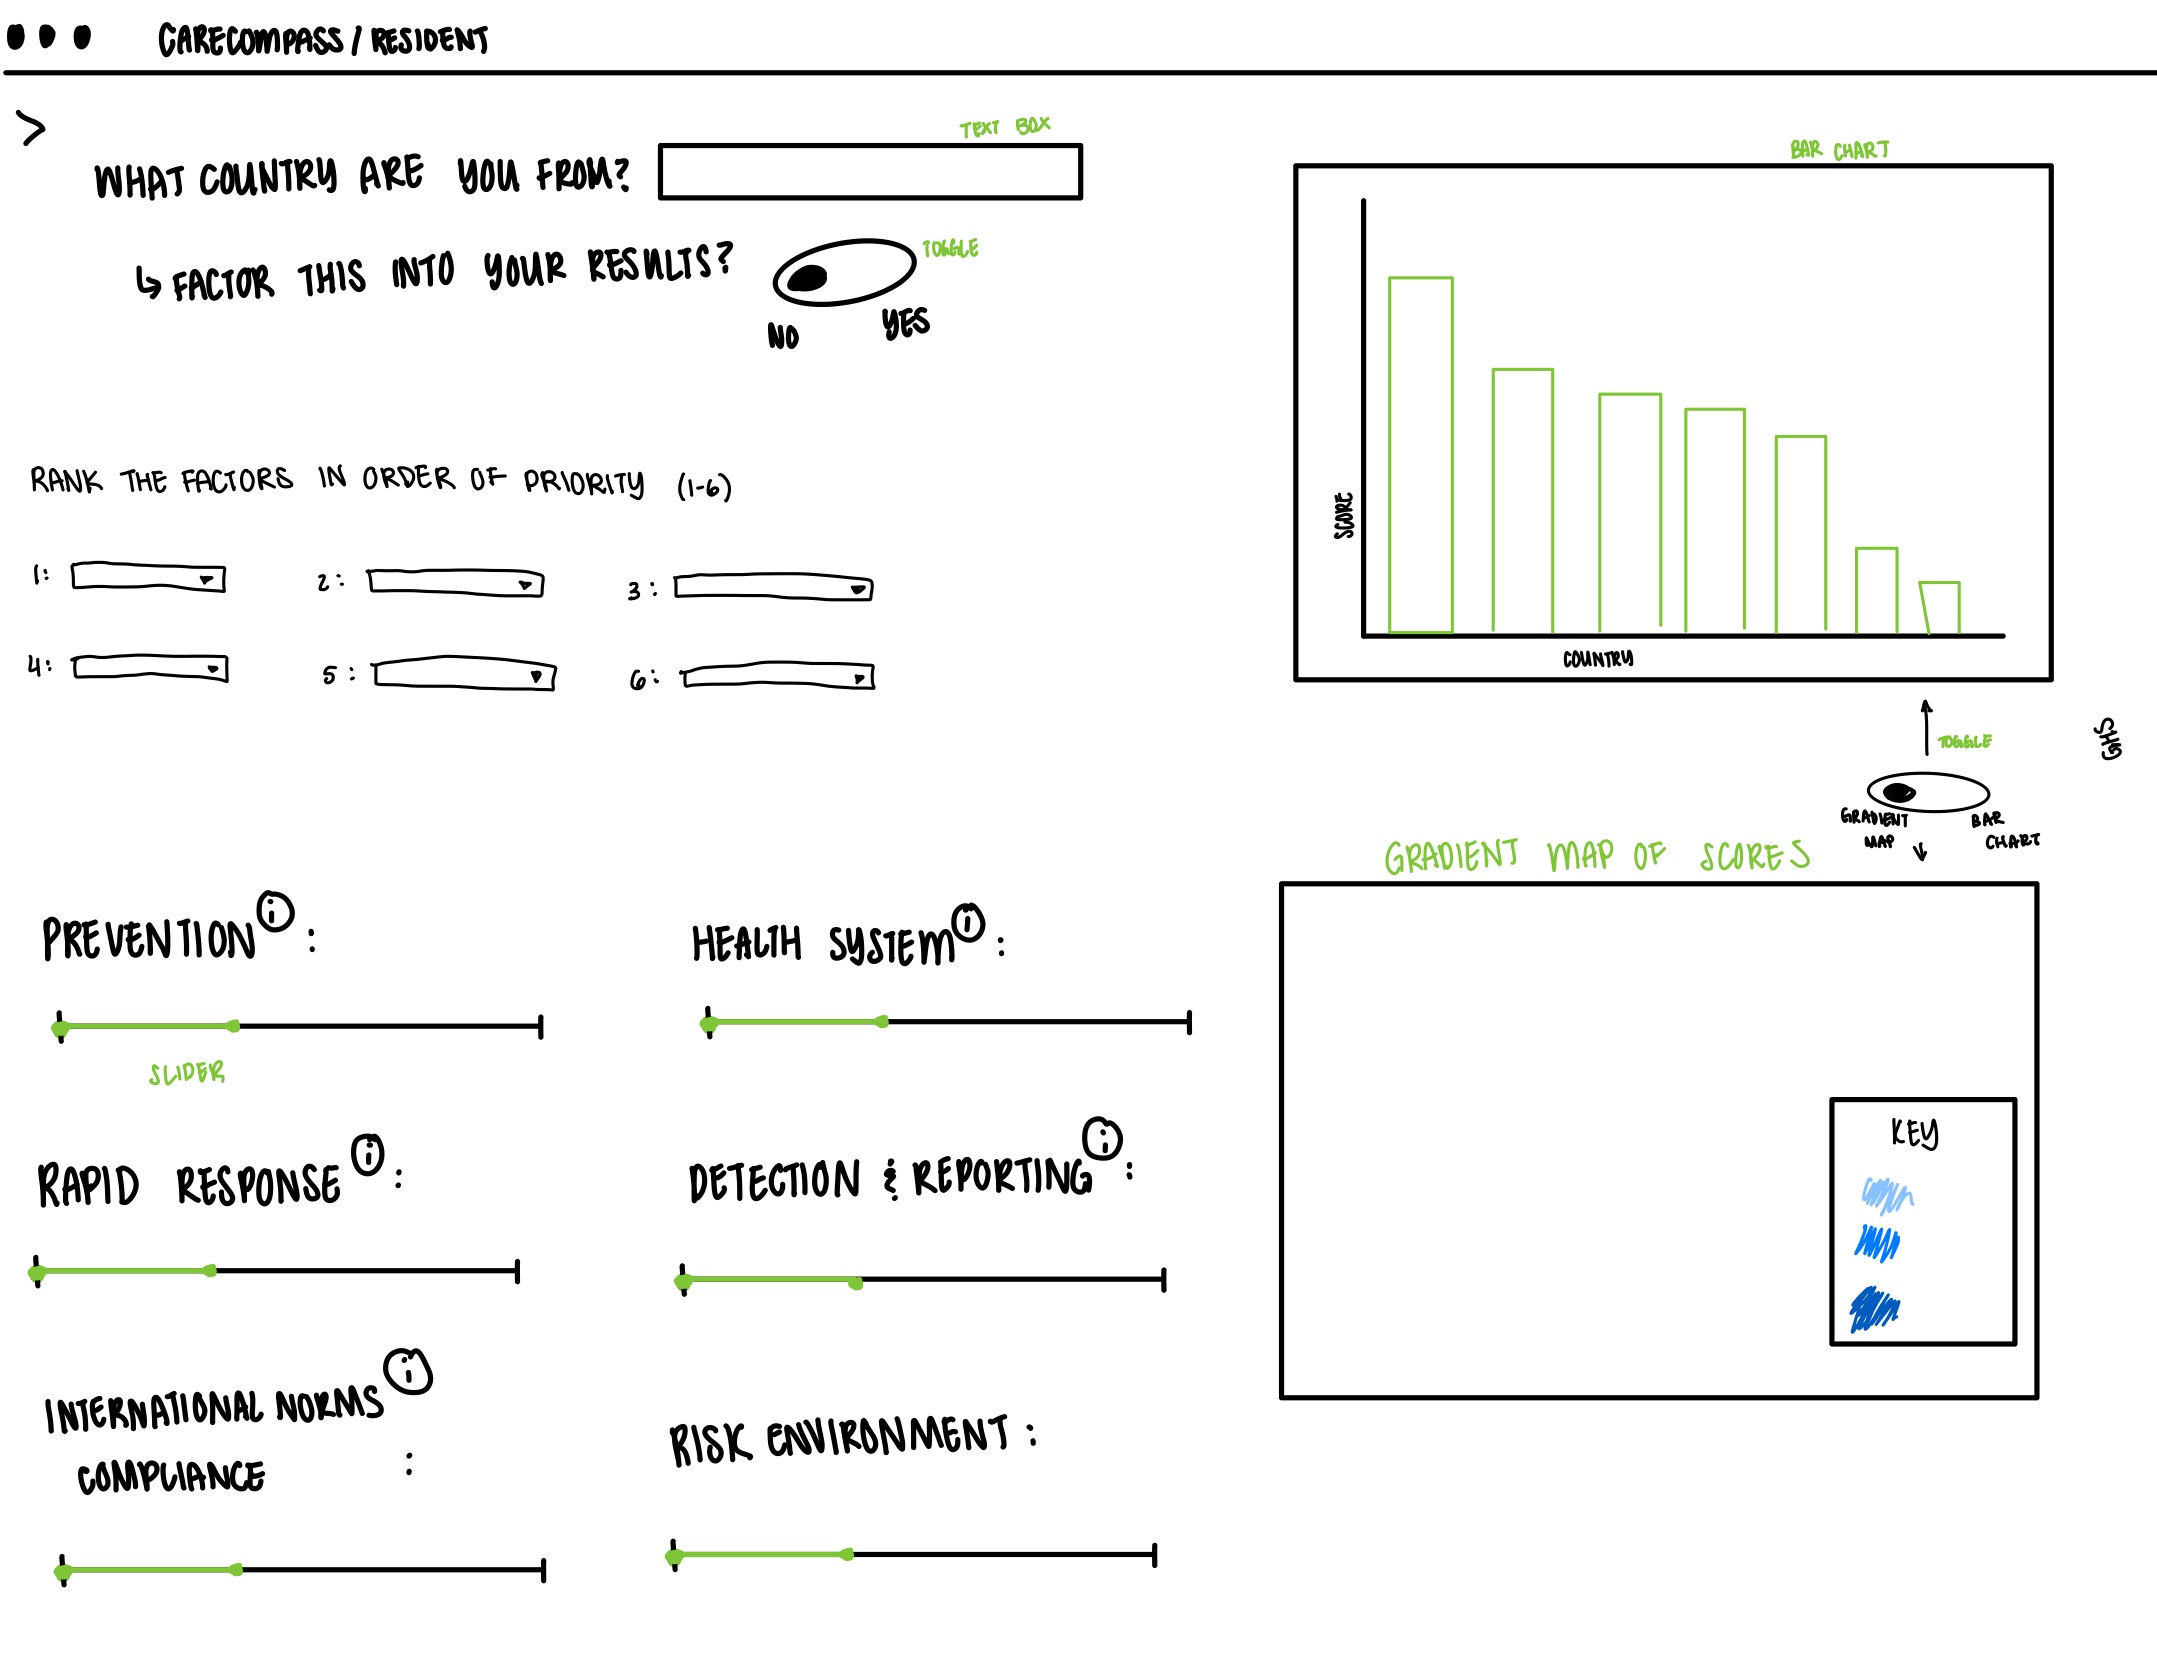 CARECOMPASS / RESIDENT
>
TEXT BOX
WHAT COUNTRY ARE YOU FROM?
↳ FACTOR THIS INTO YOUR RESULTS?
TOGGLE
NO YES
RANK THE FACTORS IN ORDER OF PRIORITY (1-6)
1: 2: 3:
4: 5: 6:
PREVENTION i :
HEALTH SYSTEM i :
SLIDER
RAPID RESPONSE i :
DETECTION & REPORTING i :
INTERNATIONAL NORMS i
COMPLIANCE :
RISK ENVIRONMENT :
BAR CHART
SCORE
COUNTRY
TOGGLE
GRADIENT
MAP
BAR
CHART
GRADIENT MAP OF SCORES
KEY